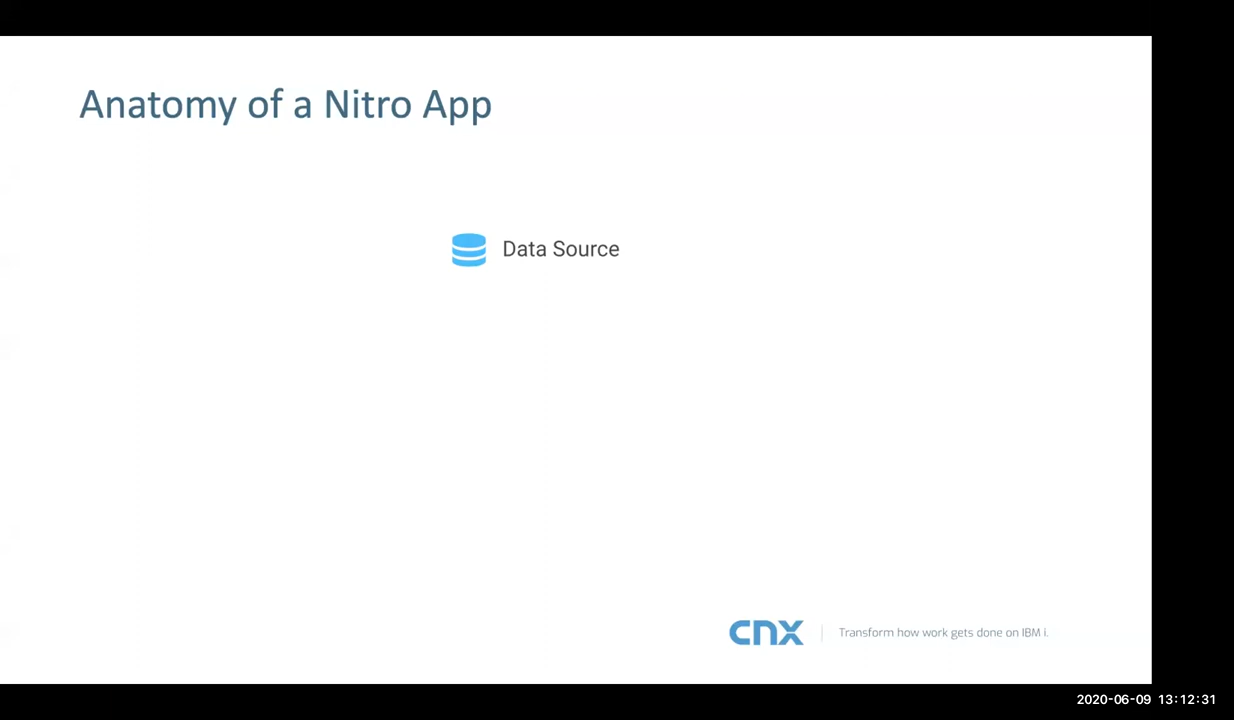 Anatomy of a Nitro App
Data Source
cnx
Transform how work gets done on IBM i.
2020-06-09 13:12:31